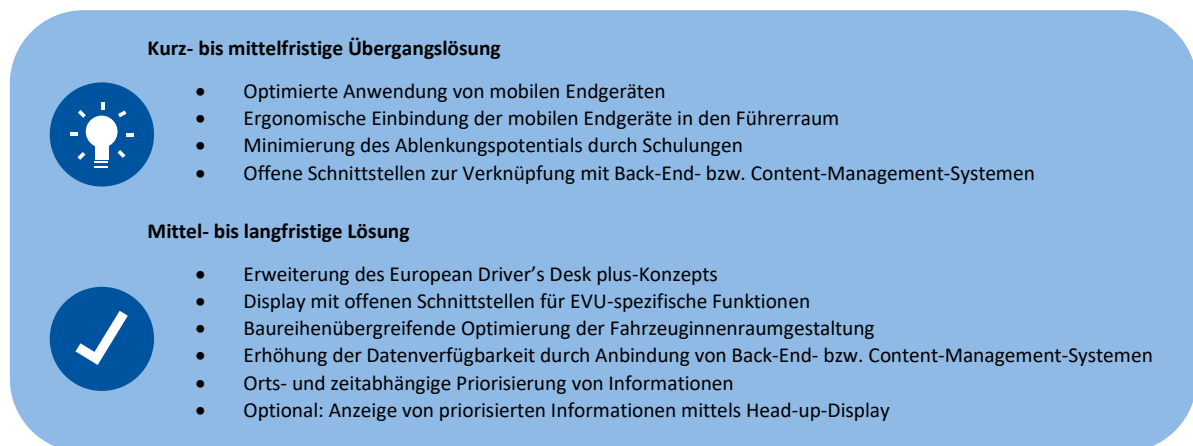 Kurz- bis mittelfristige Übergangslösung
• Optimierte Anwendung von mobilen Endgeräten
• Ergonomische Einbindung der mobilen Endgeräte in den Führerraum
• Minimierung des Ablenkungspotentials durch Schulungen
• Offene Schnittstellen zur Verknüpfung mit Back-End- bzw. Content-Management-Systemen
Mittel- bis langfristige Lösung
• Erweiterung des European Driver’s Desk plus-Konzepts
• Display mit offenen Schnittstellen für EVU-spezifische Funktionen
• Baureihenübergreifende Optimierung der Fahrzeuginnenraumgestaltung
• Erhöhung der Datenverfügbarkeit durch Anbindung von Back-End- bzw. Content-Management-Systemen
• Orts- und zeitabhängige Priorisierung von Informationen
• Optional: Anzeige von priorisierten Informationen mittels Head-up-Display